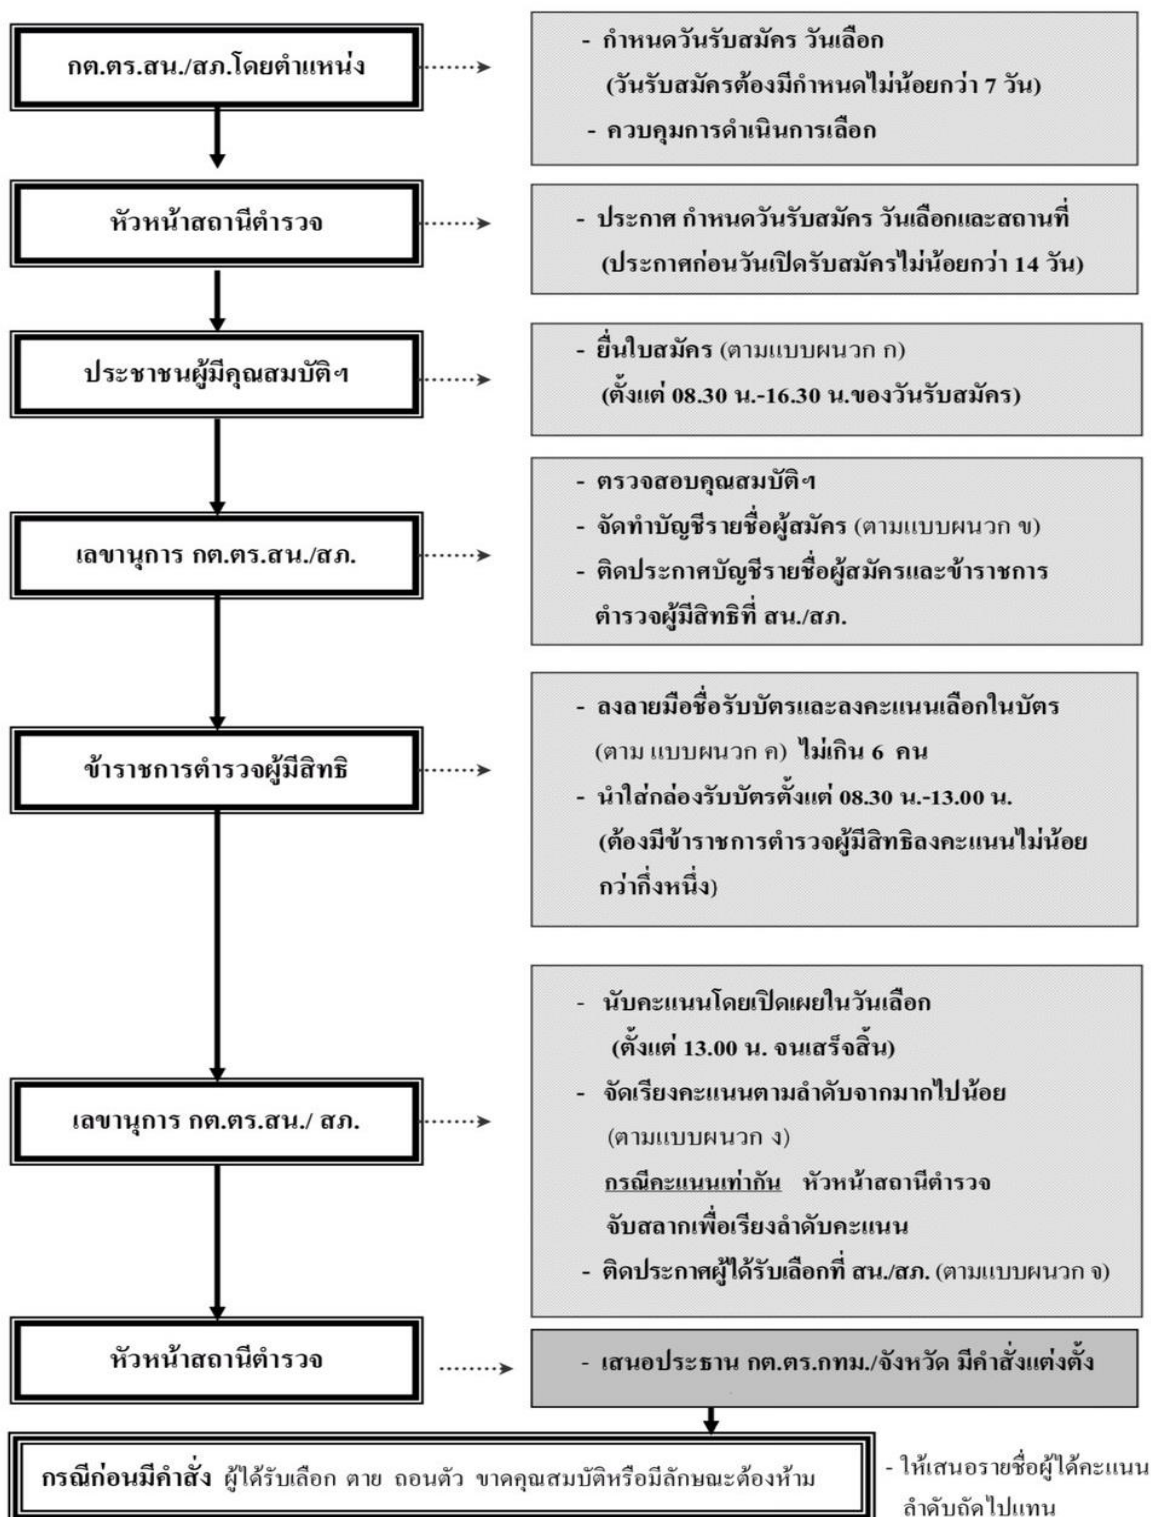 กต.ตร.สน./สภ.โดยตำแหน่ง
- กำหนดวันรับสมัคร วันเลือก
(วันรับสมัครต้องมีกำหนดไม่น้อยกว่า 7 วัน)
- ควบคุมการดำเนินการเลือก
หัวหน้าสถานีตำรวจ
- ประกาศ กำหนดวันรับสมัคร วันเลือกและสถานที่
(ประกาศก่อนวันเปิดรับสมัครไม่น้อยกว่า 14 วัน)
ประชาชนผู้มีคุณสมบัติฯ
- ยื่นใบสมัคร (ตามแบบผนวก ก)
(ตั้งแต่ 08.30 น.-16.30 น.ของวันรับสมัคร)
เลขานุการ กต.ตร.สน./สภ.
- ตรวจสอบคุณสมบัติฯ
- จัดทำบัญชีรายชื่อผู้สมัคร (ตามแบบผนวก ข)
- ติดประกาศบัญชีรายชื่อผู้สมัครและข้าราชการ
ตำรวจผู้มีสิทธิที่ สน./สภ.
ข้าราชการตำรวจผู้มีสิทธิ
- ลงลายมือชื่อรับบัตรและลงคะแนนเลือกในบัตร
(ตาม แบบผนวก ค) ไม่เกิน 6 คน
- นำใส่กล่องรับบัตรตั้งแต่ 08.30 น.-13.00 น.
(ต้องมีข้าราชการตำรวจผู้มีสิทธิลงคะแนนไม่น้อย
กว่ากึ่งหนึ่ง)
เลขานุการ กต.ตร.สน./ สภ.
- นับคะแนนโดยเปิดเผยในวันเลือก
(ตั้งแต่ 13.00 น. จนเสร็จสิ้น)
- จัดเรียงคะแนนตามลำดับจากมากไปน้อย
(ตามแบบผนวก ง)
กรณีคะแนนเท่ากัน หัวหน้าสถานีตำรวจ
จับสลากเพื่อเรียงลำดับคะแนน
- ติดประกาศผู้ได้รับเลือกที่ สน./สภ. (ตามแบบผนวก จ)
หัวหน้าสถานีตำรวจ
- เสนอประธาน กต.ตร.กทม./จังหวัด มีคำสั่งแต่งตั้ง
กรณีก่อนมีคำสั่ง ผู้ได้รับเลือก ตาย ถอนตัว ขาดคุณสมบัติหรือมีลักษณะต้องห้าม
- ให้เสนอรายชื่อผู้ได้คะแนน
ลำดับถัดไปแทน